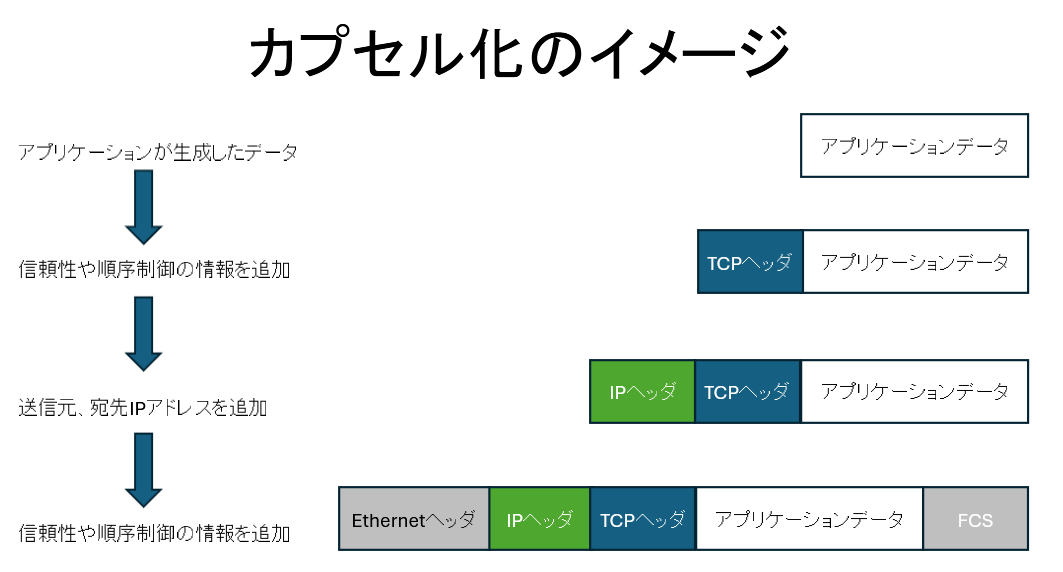 カプセル化のイメージ
アプリケーションが生成したデータ
アプリケーションデータ
信頼性や順序制御の情報を追加
TCPヘッダ
アプリケーションデータ
送信元、宛先IPアドレスを追加
IPヘッダ
TCPヘッダ
アプリケーションデータ
信頼性や順序制御の情報を追加
Ethernetヘッダ
IPヘッダ
TCPヘッダ
アプリケーションデータ
FCS